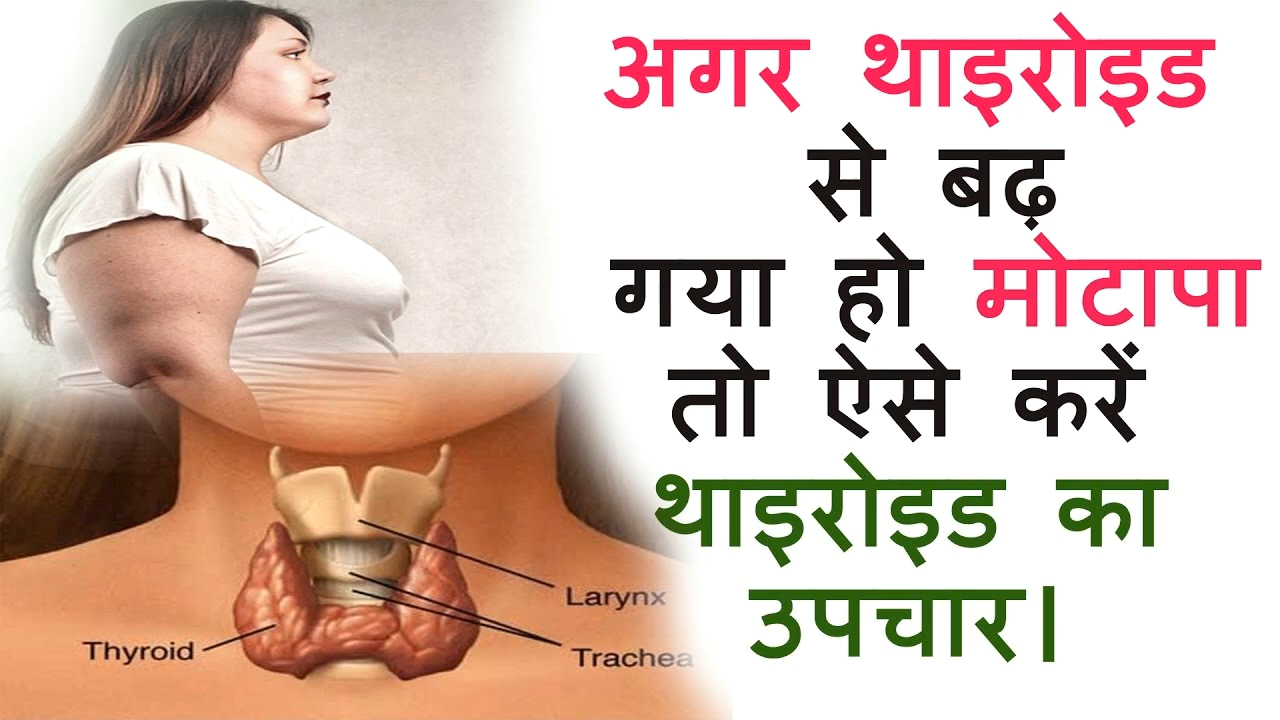 अगर थाइरोइड
से बढ़
गया हो मोटापा
तो ऐसे करें
थाइरोइड का
उपचार।
Larynx
Thyroid
Trachea